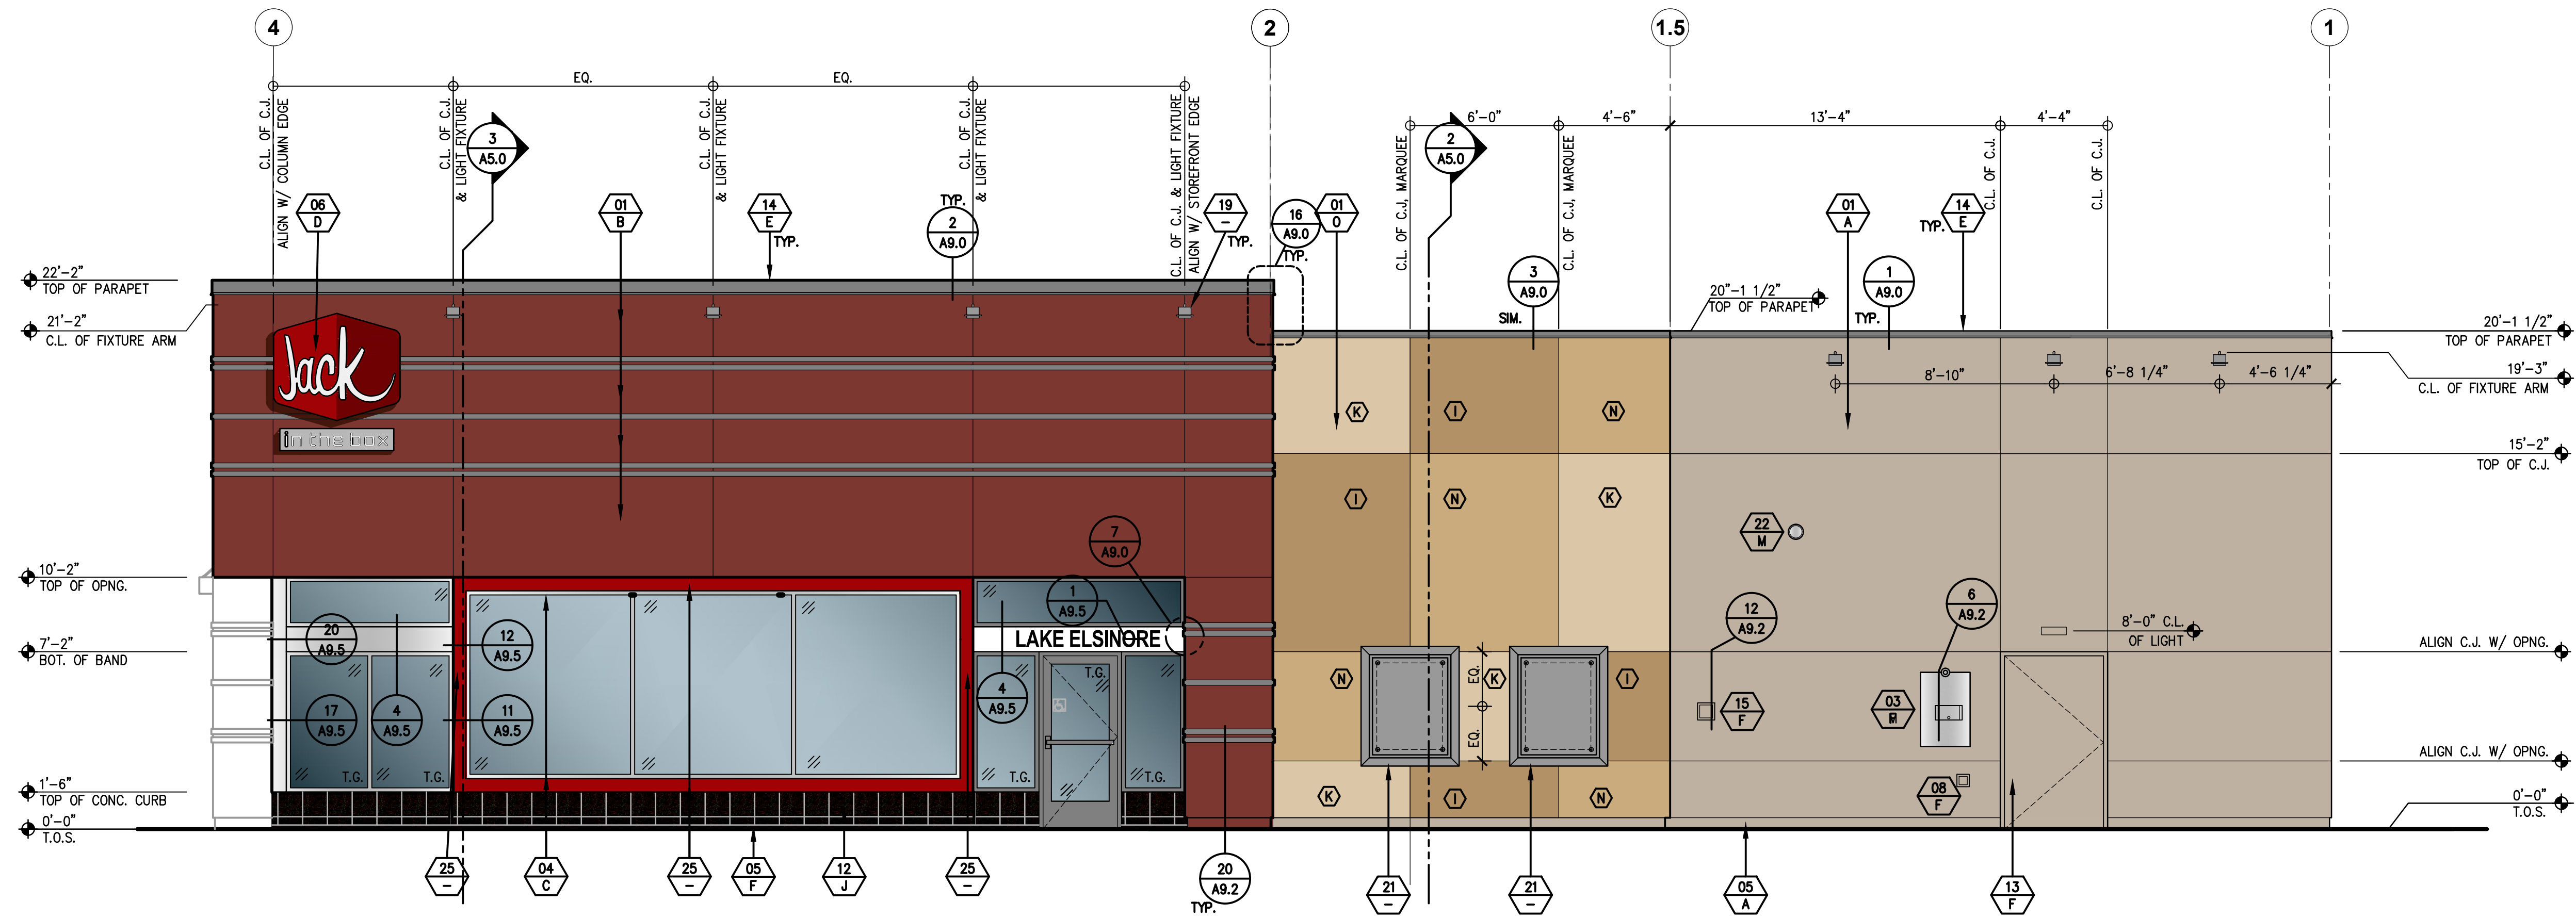 4
2
1.5
1
EQ.
EQ.
6'-0"
4'-6"
13'-4"
4'-4"
C.L. OF C.J.
ALIGN W/ COLUMN EDGE
C.L. OF C.J.
& LIGHT FIXTURE
C.L. OF C.J.
& LIGHT FIXTURE
C.L. OF C.J.
& LIGHT FIXTURE
C.L. OF C.J. & LIGHT FIXTURE
ALIGN W/ STOREFRONT EDGE
C.L. OF C.J, MARQUEE
C.L. OF C.J, MARQUEE
C.L. OF C.J.
C.L. OF C.J.
3
A5.0
2
A5.0
06
D
01
B
14
E
TYP.
TYP.
2
A9.0
19
-
TYP.
16
A9.0
TYP.
01
O
3
A9.0
SIM.
01
A
1
A9.0
TYP.
14
E
TYP.
22'-2"
TOP OF PARAPET
21'-2"
C.L. OF FIXTURE ARM
10'-2"
TOP OF OPNG.
7'-2"
BOT. OF BAND
1'-6"
TOP OF CONC. CURB
0'-0"
T.O.S.
20"-1 1/2"
TOP OF PARAPET
20'-1 1/2"
TOP OF PARAPET
19'-3"
C.L. OF FIXTURE ARM
8'-10"
6'-8 1/4"
4'-6 1/4"
15'-2"
TOP OF C.J.
ALIGN C.J. W/ OPNG.
ALIGN C.J. W/ OPNG.
0'-0"
T.O.S.
Jack
in the box
K
I
N
I
N
K
N
K
I
K
I
N
EQ.
EQ.
22
M
12
A9.2
6
A9.2
8'-0" C.L.
OF LIGHT
15
F
03
08
F
7
A9.0
1
A9.5
LAKE ELSINORE
20
A9.5
12
A9.5
17
A9.5
4
A9.5
11
A9.5
4
A9.5
T.G.
T.G.
T.G.
T.G.
T.G.
25
-
04
C
25
-
05
F
12
J
25
-
20
A9.2
TYP.
21
-
21
-
05
A
13
F